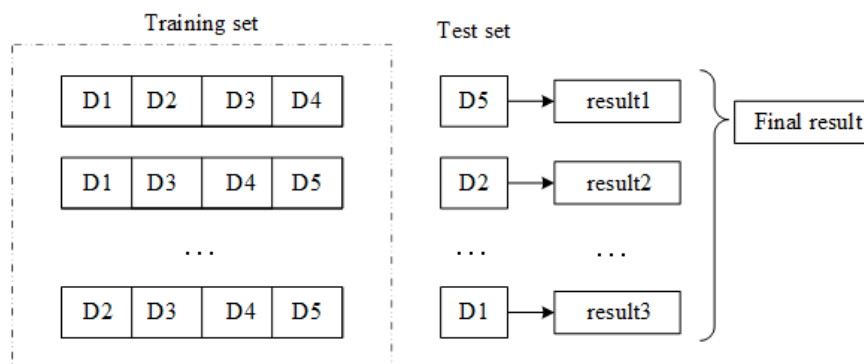 Training set
Test set
D1 D2 D3 D4
D5
result1
Final result
D1 D3 D4 D5
D2
result2
...
...
...
D2 D3 D4 D5
D1
result3